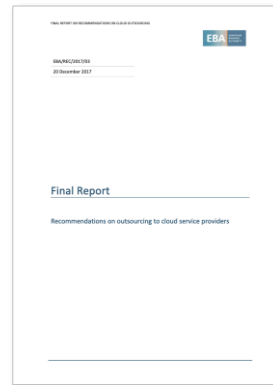 FINAL REPORT ON RECOMMENDATIONS ON CLOUD OUTSOURCING
EBA
EBA/REC/2017/03
20 December 2017
Final Report
Recommendations on outsourcing to cloud service providers